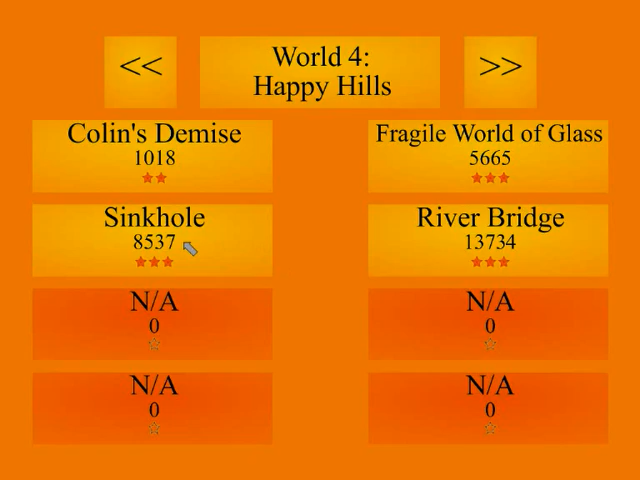 <<
World 4:
Happy Hills
>>
Colin's Demise
1018
Fragile World of Glass
5665
Sinkhole
8537
River Bridge
13734
N/A
0
N/A
0
N/A
0
N/A
0